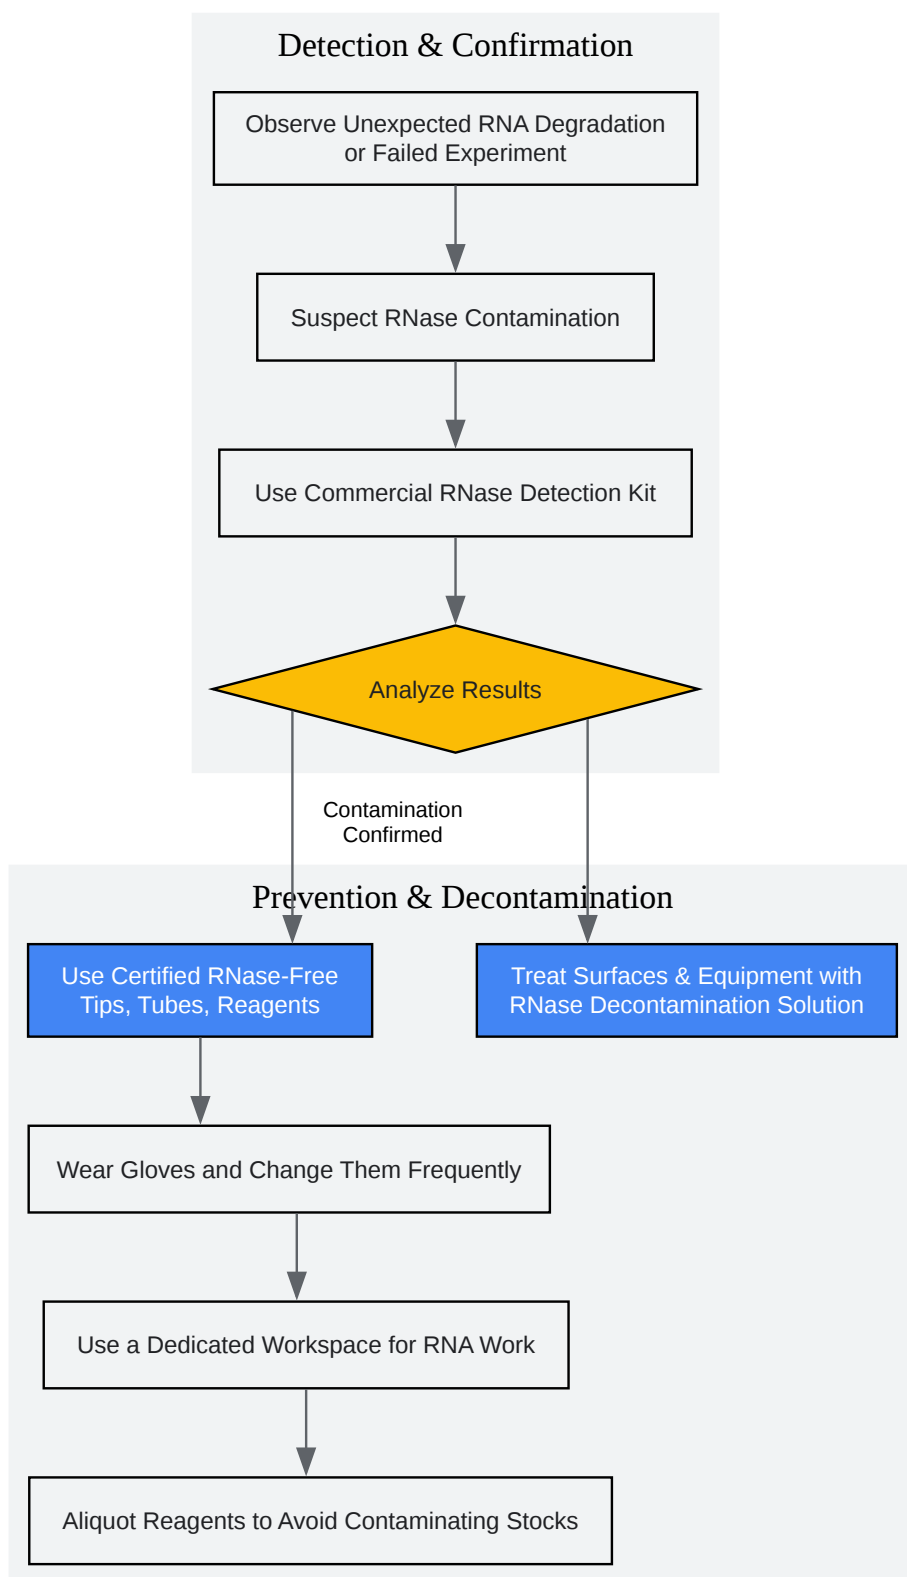 Detection & Confirmation
Observe Unexpected RNA Degradation
or Failed Experiment
Suspect RNase Contamination
Use Commercial RNase Detection Kit
Analyze Results
Contamination
Confirmed
Prevention & Decontamination
Use Certified RNase-Free
Tips, Tubes, Reagents
Treat Surfaces & Equipment with
RNase Decontamination Solution
Wear Gloves and Change Them Frequently
Use a Dedicated Workspace for RNA Work
Aliquot Reagents to Avoid Contaminating Stocks